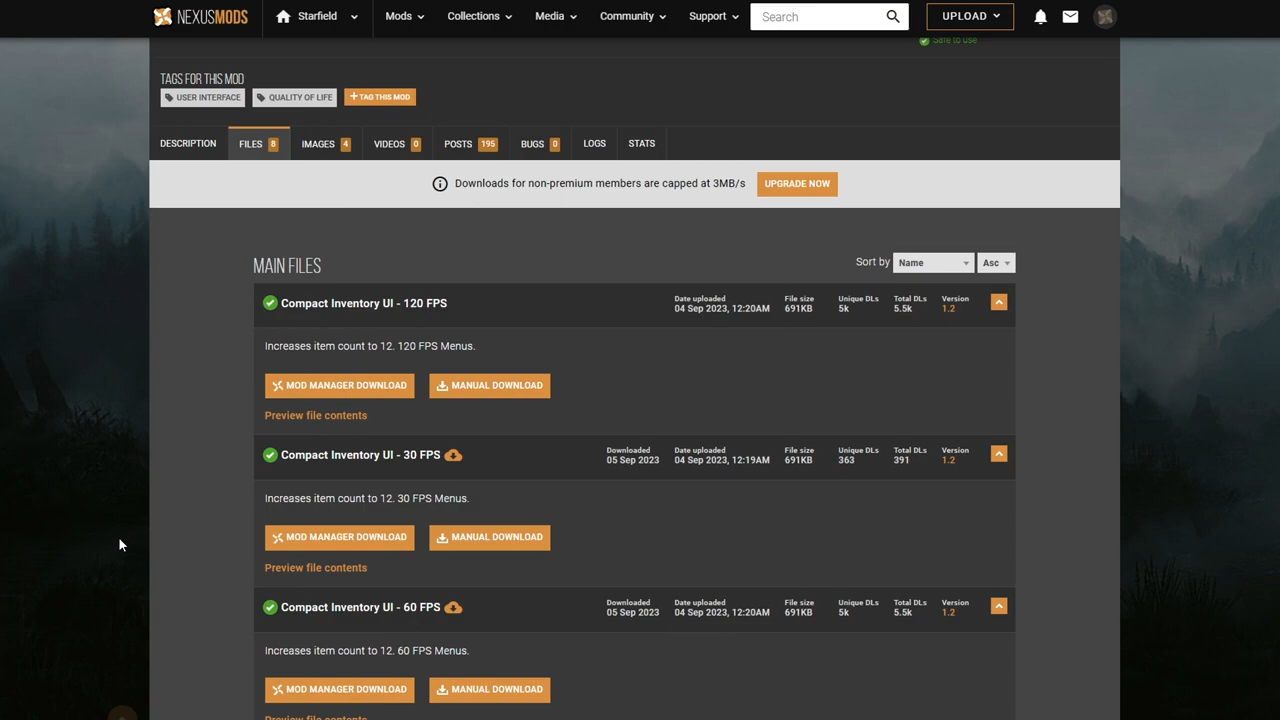 NEXUSMODS Starfield Mods Collections Media Community Support Search UPLOAD
Safe to use
TAGS FOR THIS MOD
USER INTERFACE QUALITY OF LIFE + TAG THIS MOD
DESCRIPTION FILES 8 IMAGES 4 VIDEOS 0 POSTS 195 BUGS 0 LOGS STATS
Downloads for non-premium members are capped at 3MB/s UPGRADE NOW
MAIN FILES Sort by Name Asc
Compact Inventory UI - 120 FPS
Date uploaded File size Unique DLs Total DLs Version
04 Sep 2023, 12:20AM 691KB 5k 5.5k 1.2
Increases item count to 12. 120 FPS Menus.
MOD MANAGER DOWNLOAD MANUAL DOWNLOAD
Preview file contents
Compact Inventory UI - 30 FPS
Downloaded Date uploaded File size Unique DLs Total DLs Version
05 Sep 2023 04 Sep 2023, 12:19AM 691KB 363 391 1.2
Increases item count to 12. 30 FPS Menus.
MOD MANAGER DOWNLOAD MANUAL DOWNLOAD
Preview file contents
Compact Inventory UI - 60 FPS
Downloaded Date uploaded File size Unique DLs Total DLs Version
05 Sep 2023 04 Sep 2023, 12:20AM 691KB 5k 5.5k 1.2
Increases item count to 12. 60 FPS Menus.
MOD MANAGER DOWNLOAD MANUAL DOWNLOAD
Preview file contents